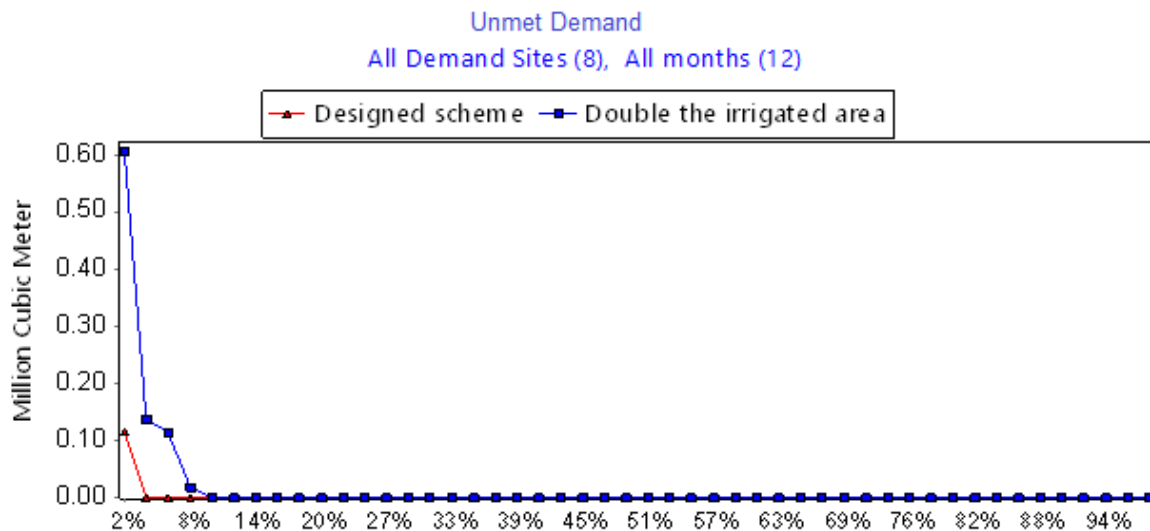 Unmet Demand
All Demand Sites (8), All months (12)
Designed scheme Double the irrigated area
Million Cubic Meter
0.60
0.50
0.40
0.30
0.20
0.10
0.00
2% 8% 14% 20% 27% 33% 39% 45% 51% 57% 63% 69% 76% 82% 88% 94%